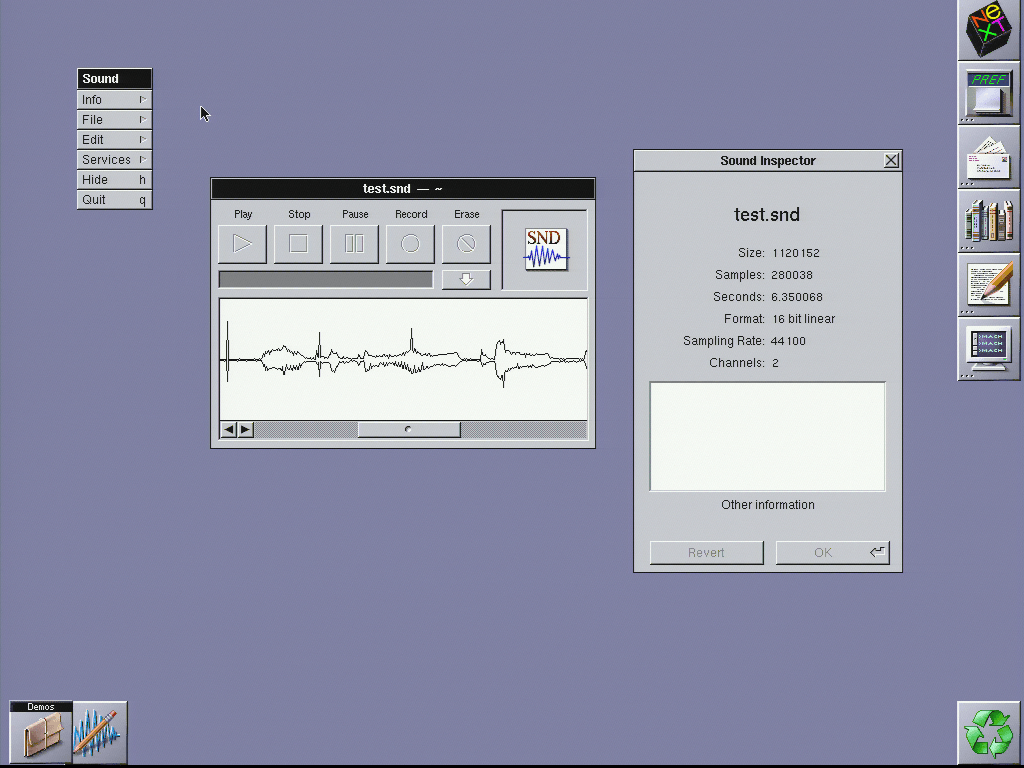 NeXT
PREF
Sound
Info
File
Edit
Services
Hide h
Quit q
test.snd — ~
Play Stop Pause Record Erase
SND
Sound Inspector
test.snd
Size: 1120152
Samples: 280038
Seconds: 6.350068
Format: 16 bit linear
Sampling Rate: 44100
Channels: 2
Other information
Revert OK
>MACH
>MACH
>MACH
Demos